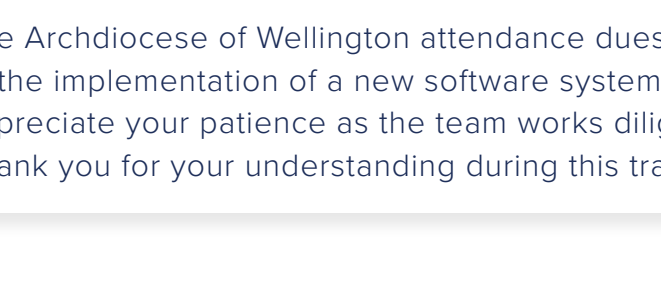 e Archdiocese of Wellington attendance dues
the implementation of a new software system
preciate your patience as the team works dilig
ank you for your understanding during this tra